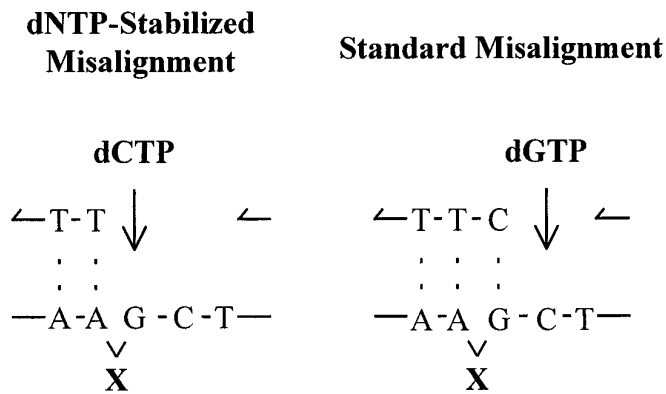 dNTP-Stabilized
Misalignment
dCTP
T-T
A-A G-C-T
X
Standard Misalignment
dGTP
T-T-C
A-A G-C-T
X